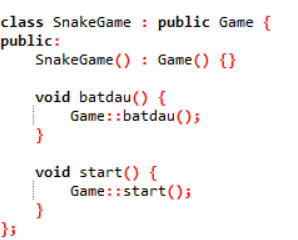 class SnakeGame : public Game {
public:
    SnakeGame() : Game() {}
    void batdau() {
        Game::batdau();
    }
    void start() {
        Game::start();
    }
};